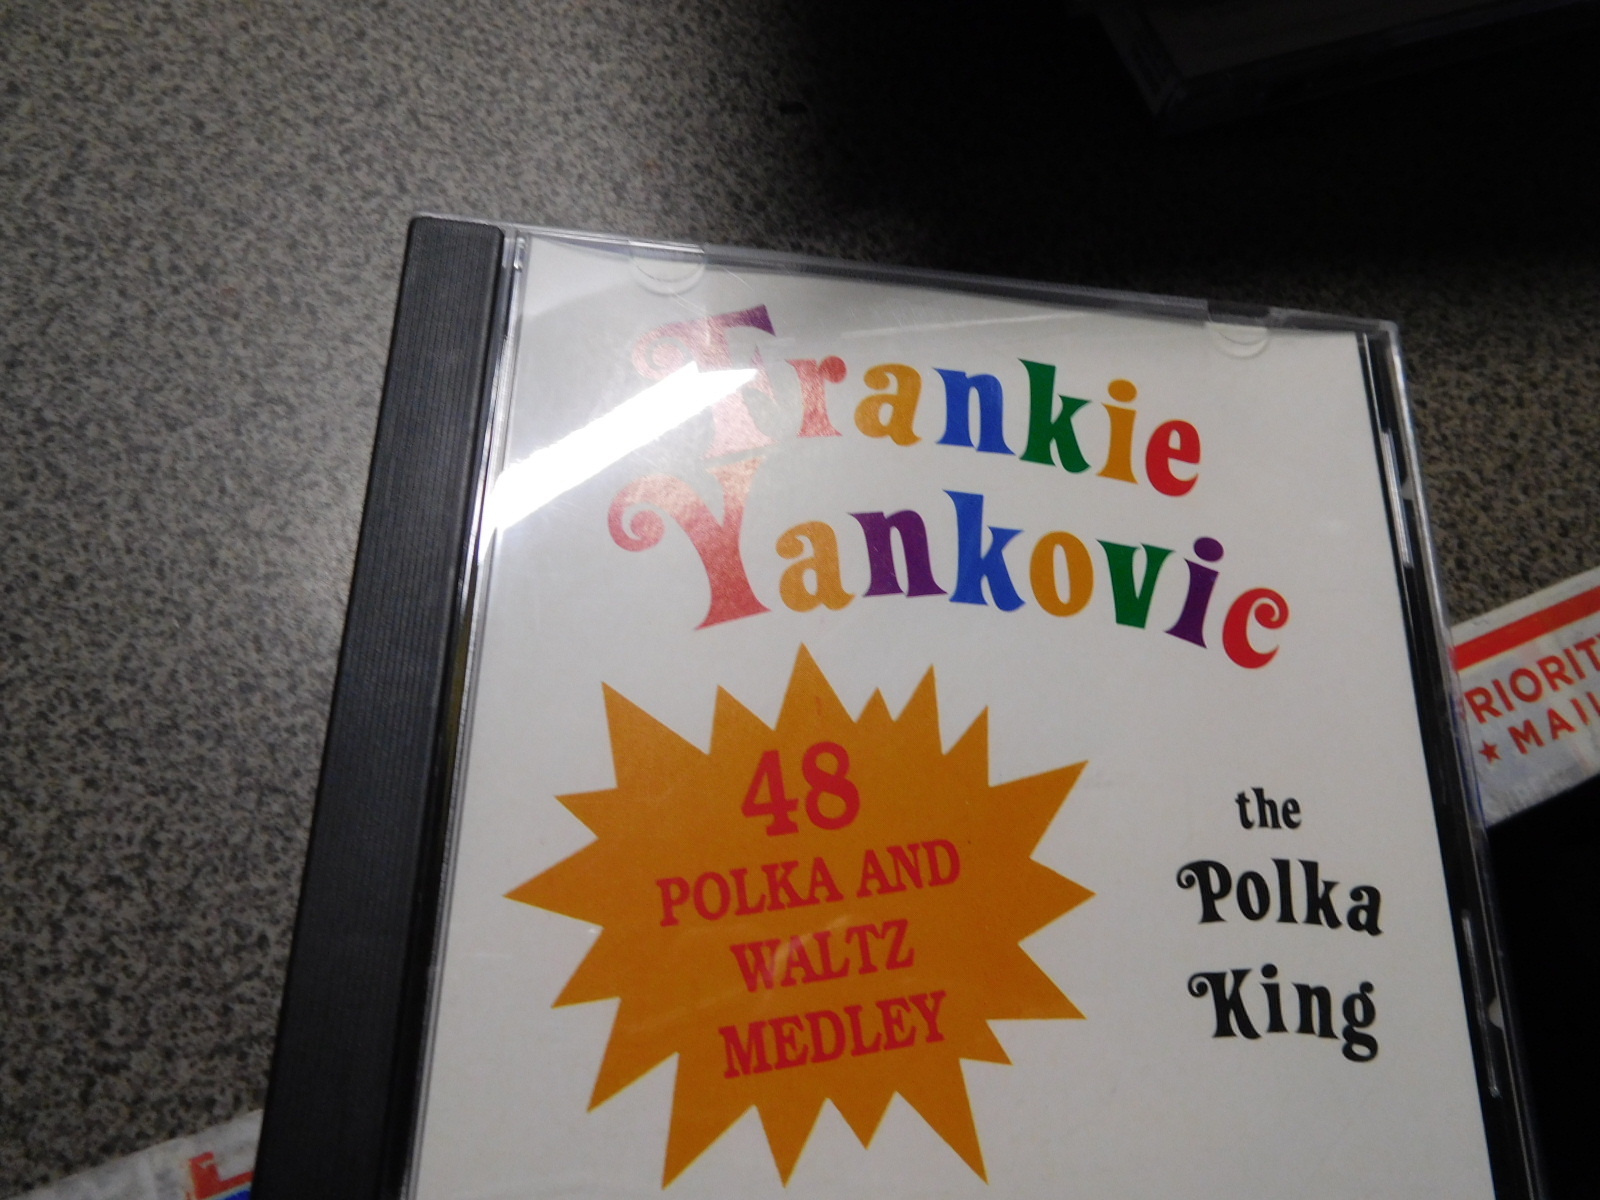 Frankie
Yankovic
48
POLKA AND
WALTZ
MEDLEY
the
Polka
King
RIORIT
★ MAIL